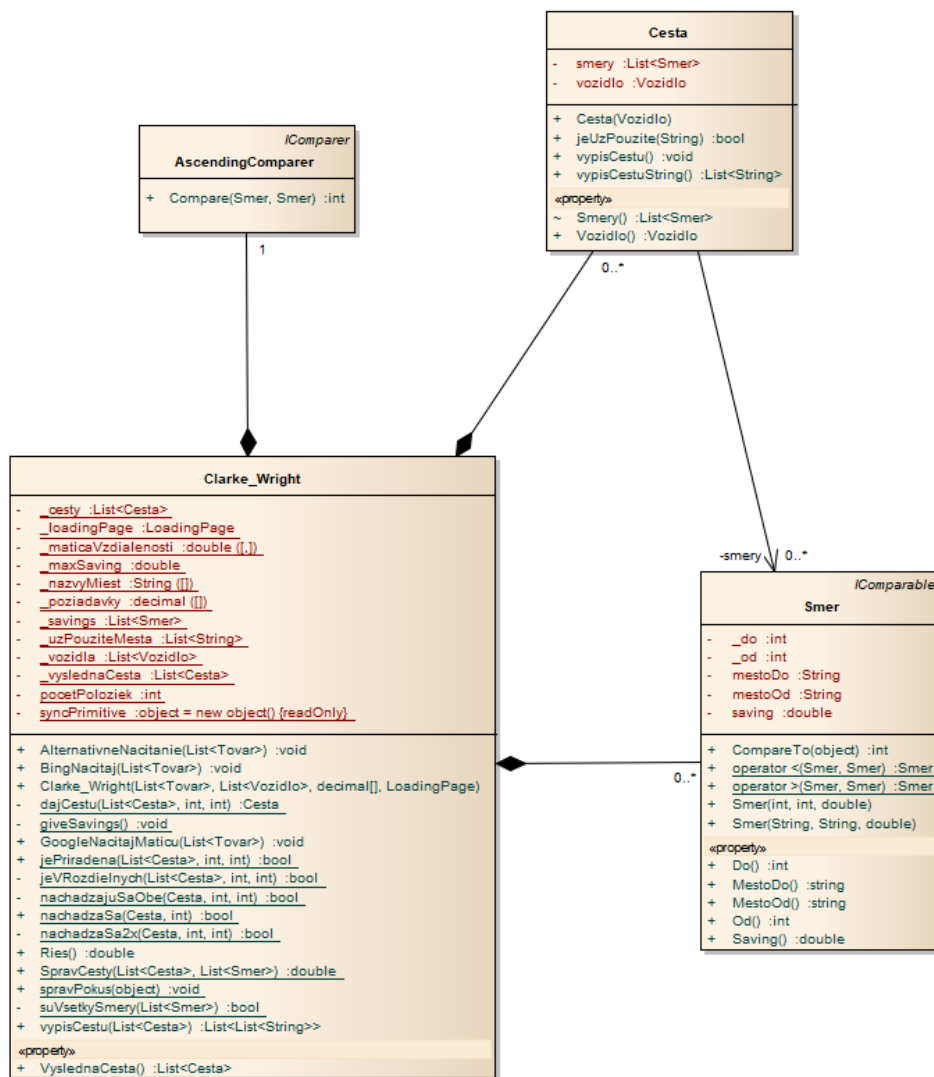 Cesta
- smery :List<Smer>
- vozidlo :Vozidlo
+ Cesta(Vozidlo)
+ jeUzPouzite(String) :bool
+ vypisCestu() :void
+ vypisCestuString() :List<String>
«property»
~ Smery() :List<Smer>
+ Vozidlo() :Vozidlo
IComparer
AscendingComparer
+ Compare(Smer, Smer) :int
1
0..*
Clarke_Wright
- _cesty :List<Cesta>
- _loadingPage :LoadingPage
- _maticaVzdialenosti :double ([,])
- _maxSaving :double
- _nazvyMiest :String ([])
- _poziadavky :decimal ([])
- _savings :List<Smer>
- _uzPouziteMesta :List<String>
- _vozidla :List<Vozidlo>
- _vyslednaCesta :List<Cesta>
- pocetPoloziek :int
- syncPrimitive :object = new object() {readOnly}
+ AlternativneNacitanie(List<Tovar>) :void
+ BingNacitaj(List<Tovar>) :void
+ Clarke_Wright(List<Tovar>, List<Vozidlo>, decimal[], LoadingPage)
- dajCestu(List<Cesta>, int, int) :Cesta
- giveSavings() :void
+ GoogleNacitajMaticu(List<Tovar>) :void
+ jePriradena(List<Cesta>, int, int) :bool
- jeVRozdielnych(List<Cesta>, int, int) :bool
- nachadzajuSaObe(Cesta, int, int) :bool
+ nachadzaSa(Cesta, int) :bool
- nachadzaSa2x(Cesta, int, int) :bool
+ Ries() :double
+ SpravCesty(List<Cesta>, List<Smer>) :double
+ spravPokus(object) :void
- suVsetkySmery(List<Smer>) :bool
+ vypisCestu(List<Cesta>) :List<List<String>>
«property»
+ VyslednaCesta() :List<Cesta>
-smery 0..*
0..*
IComparable
Smer
- _do :int
- _od :int
- mestoDo :String
- mestoOd :String
- saving :double
+ CompareTo(object) :int
+ operator <(Smer, Smer) :Smer
+ operator >(Smer, Smer) :Smer
+ Smer(int, int, double)
+ Smer(String, String, double)
«property»
+ Do() :int
+ MestoDo() :string
+ MestoOd() :string
+ Od() :int
+ Saving() :double